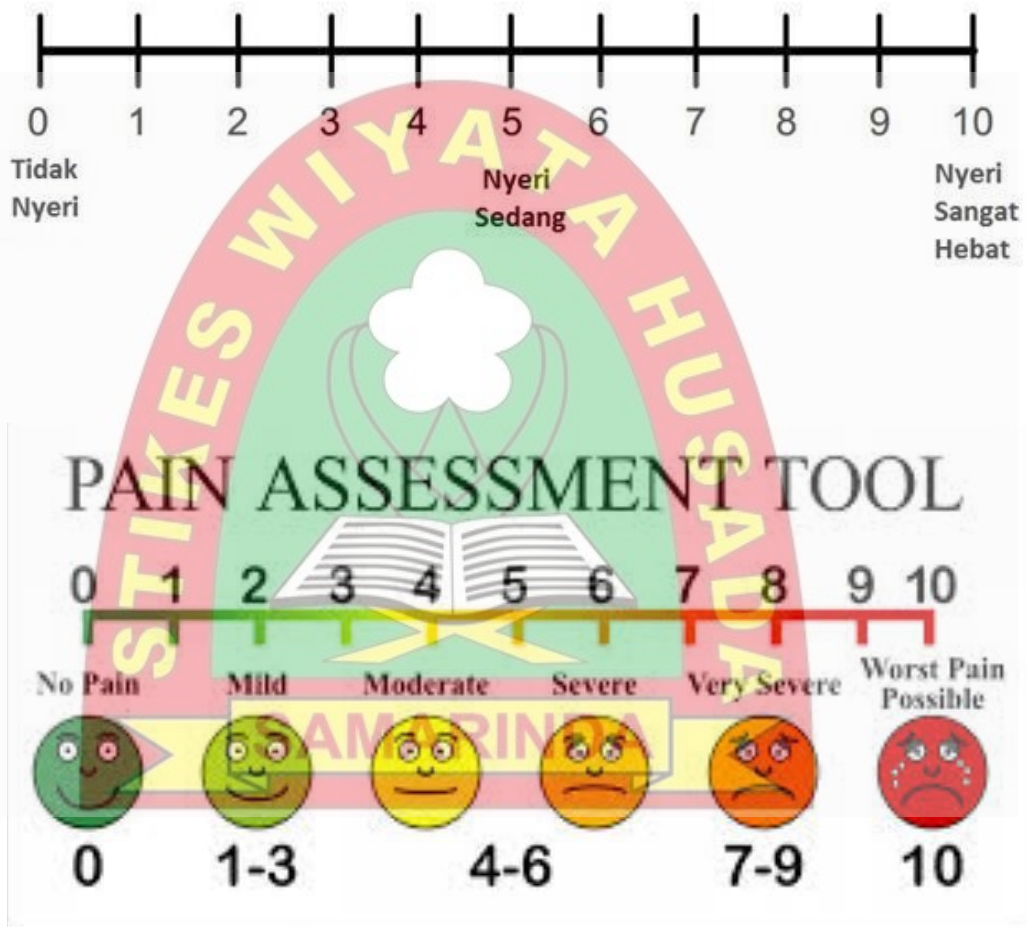 0 1 2 3 4 5 6 7 8 9 10
Tidak
Nyeri
Nyeri
Sedang
Nyeri
Sangat
Hebat
STIKES WIYATA HUSADA
PAIN ASSESSMENT TOOL
0 1 2 3 4 5 6 7 8 9 10
No Pain Mild Moderate Severe Very Severe Worst Pain
Possible
SAMARINDA
0 1-3 4-6 7-9 10